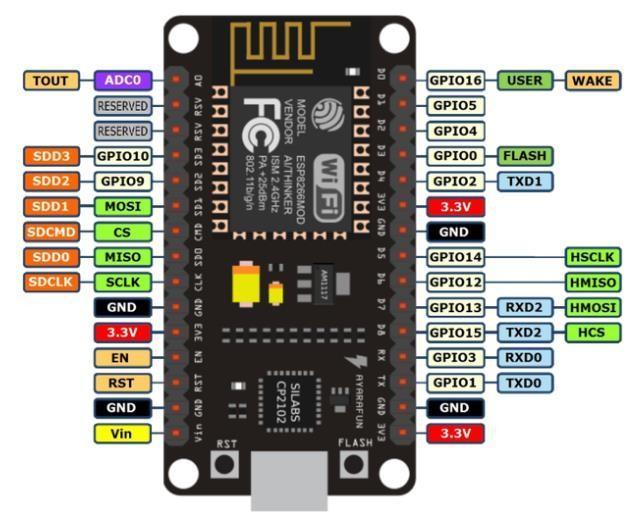 TOUT ADC0 A0 D0 GPIO16 USER WAKE
RESERVED RSV D1 GPIO5
RESERVED RSV D2 GPIO4
SDD3 GPIO10 SD3 D3 GPIO0 FLASH
SDD2 GPIO9 SD2 D4 GPIO2 TXD1
SDD1 MOSI SD1 3V3 3.3V
SDCMD CS CMD GND GND
SDD0 MISO SD0 D5 GPIO14 HSCLK
SDCLK SCLK CLK D6 GPIO12 HMISO
GND GND D7 GPIO13 RXD2 HMOSI
3.3V 3V3 D8 GPIO15 TXD2 HCS
EN EN RX GPIO3 RXD0
RST RST TX GPIO1 TXD0
GND GND GND GND
Vin Vin 3V3 3.3V
MODEL ESP8266MOD
VENDOR AI/THINKER
ISM 2.4GHz
PA +25dBm
802.11b/g/n
FC
WiFi
AM1117
SILABS
CP2102
AYARAFUN
RST
FLASH